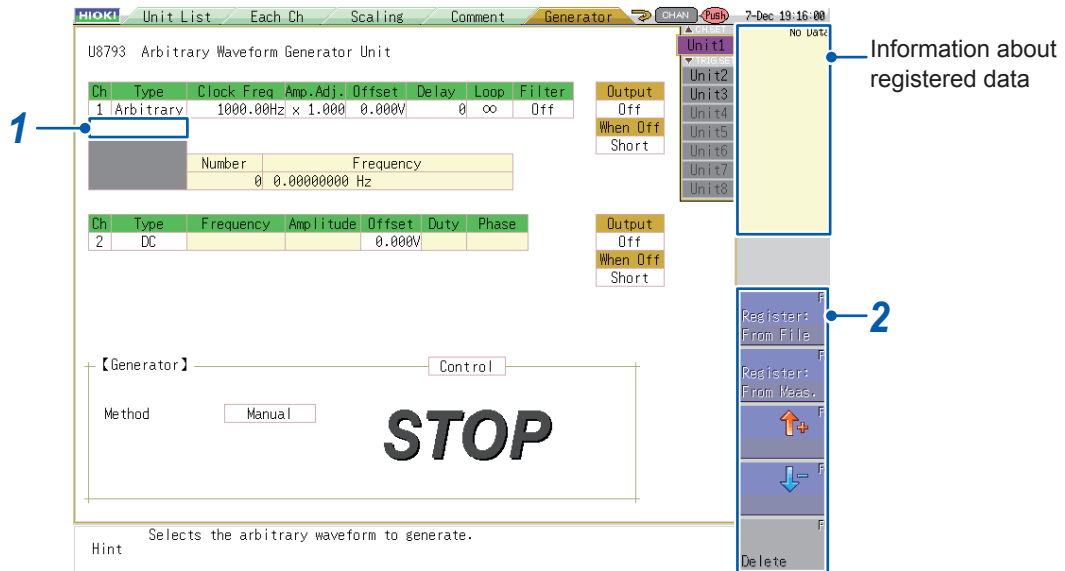 HIOKI Unit List Each Ch Scaling Comment Generator CHAN Push 7-Dec 19:16:00
U8793 Arbitrary Waveform Generator Unit
Ch Type Clock Freq Amp.Adj. Offset Delay Loop Filter
1 Arbitrary 1000.00Hz x 1.000 0.000V 0 ∞ Off
Number Frequency
0 0.00000000 Hz
Output
Off
When Off
Short
Ch Type Frequency Amplitude Offset Duty Phase
2 DC 0.000V
Output
Off
When Off
Short
CH.SET
Unit1
TRIG.SET
Unit2
Unit3
Unit4
Unit5
Unit6
Unit7
Unit8
No Data
Information about
registered data
1
2
F
Register:
From File
F
Register:
From Meas.
+ F
- F
F
Delete
【Generator】 Control
Method Manual
STOP
Hint Selects the arbitrary waveform to generate.